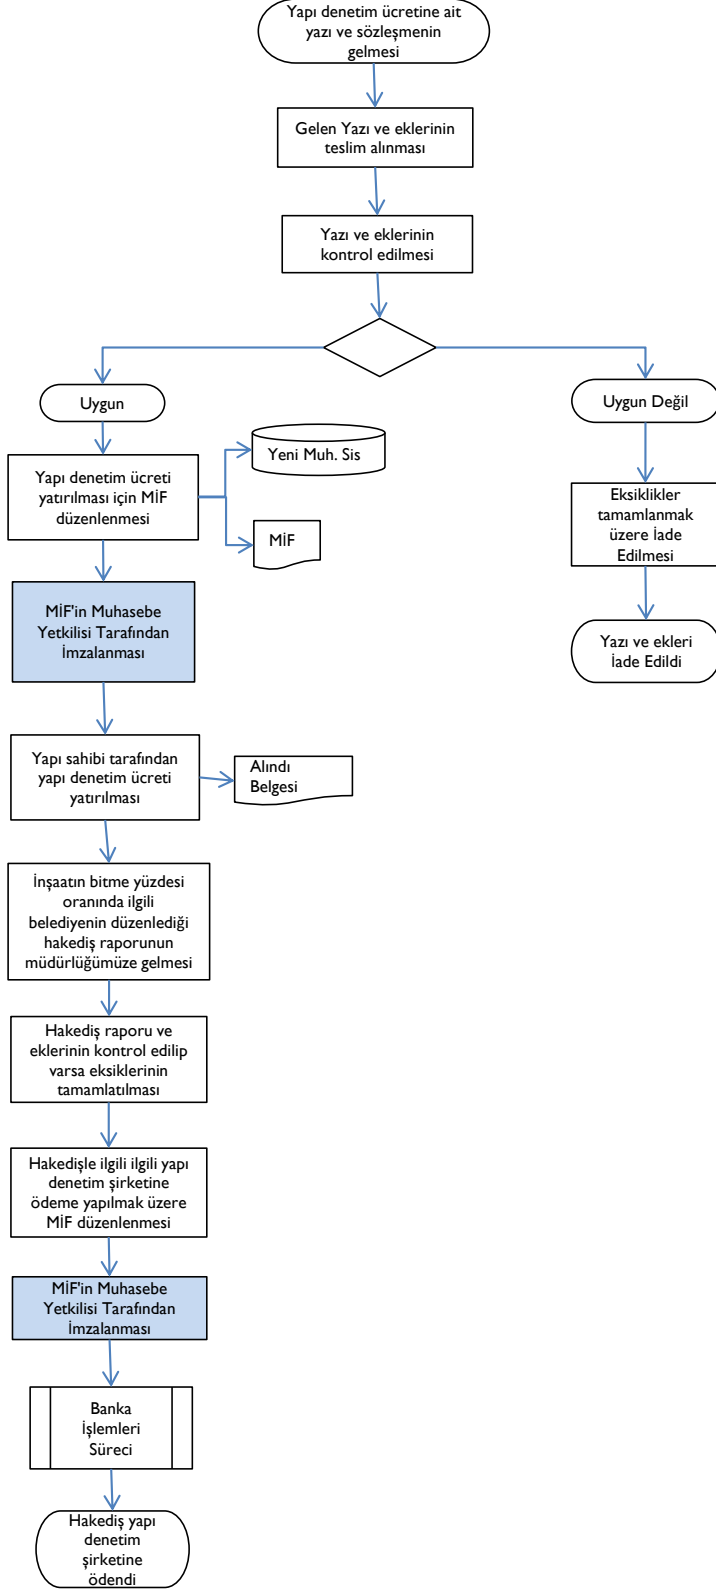 Yapı denetim ücretine ait
yazı ve sözleşmenin
gelmesi
Gelen Yazı ve eklerinin
teslim alınması
Yazı ve eklerinin
kontrol edilmesi
Uygun
Uygun Değil
Yapı denetim ücreti
yatırılması için MİF
düzenlenmesi
Yeni Muh. Sis
MİF
Eksiklikler
tamamlanmak
üzere İade
Edilmesi
MİF'in Muhasebe
Yetkilisi Tarafından
İmzalanması
Yazı ve ekleri
İade Edildi
Yapı sahibi tarafından
yapı denetim ücreti
yatırılması
Alındı
Belgesi
İnşaatın bitme yüzdesi
oranında ilgili
belediyenin düzenlediği
hakediş raporunun
müdürlüğümüze gelmesi
Hakediş raporu ve
eklerinin kontrol edilip
varsa eksiklerinin
tamamlatılması
Hakedişle ilgili ilgili yapı
denetim şirketine
ödeme yapılmak üzere
MİF düzenlenmesi
MİF'in Muhasebe
Yetkilisi Tarafından
İmzalanması
Banka
İşlemleri
Süreci
Hakediş yapı
denetim
şirketine
ödendi